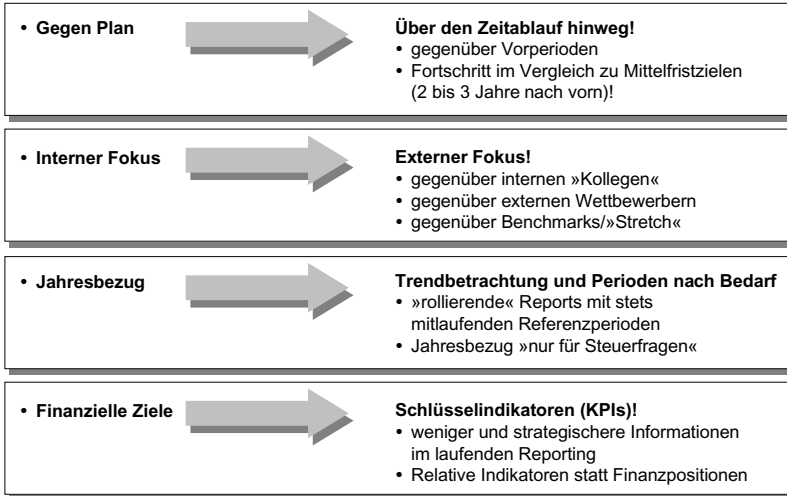 • Gegen Plan
Über den Zeitablauf hinweg!
• gegenüber Vorperioden
• Fortschritt im Vergleich zu Mittelfristzielen
(2 bis 3 Jahre nach vorn)!
• Interner Fokus
Externer Fokus!
• gegenüber internen »Kollegen«
• gegenüber externen Wettbewerbern
• gegenüber Benchmarks/»Stretch«
• Jahresbezug
Trendbetrachtung und Perioden nach Bedarf
• »rollierende« Reports mit stets
mitlaufenden Referenzperioden
• Jahresbezug »nur für Steuerfragen«
• Finanzielle Ziele
Schlüsselindikatoren (KPIs)!
• weniger und strategischere Informationen
im laufenden Reporting
• Relative Indikatoren statt Finanzpositionen